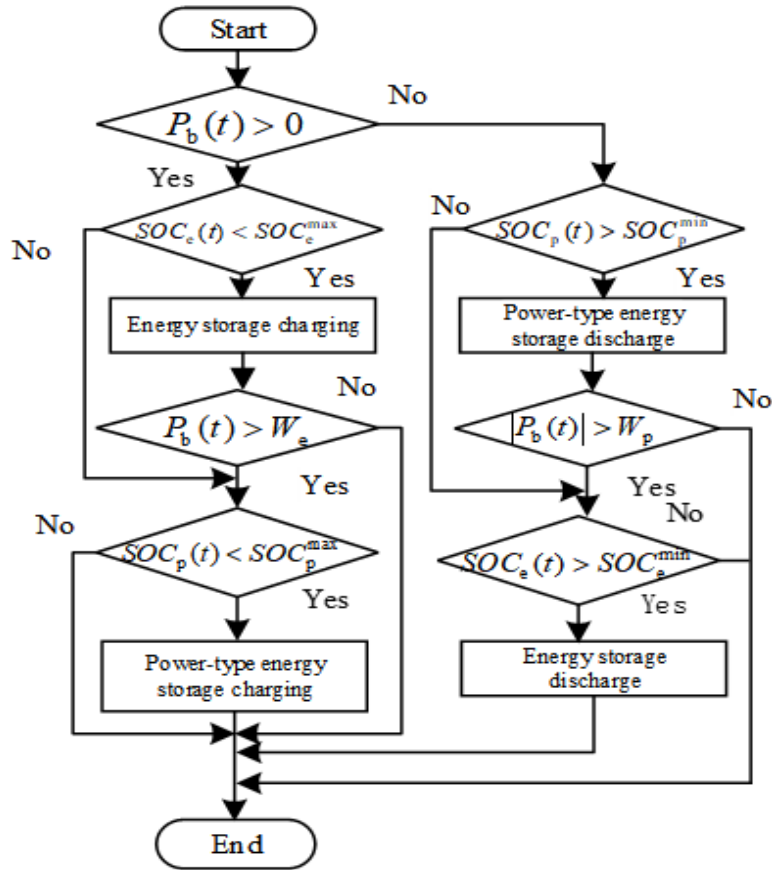 Start
No
P_b(t) > 0
Yes
SOC_e(t) < SOC_e^max
No
Yes
Energy storage charging
No
P_b(t) > W_e
Yes
No
SOC_p(t) < SOC_p^max
Yes
Power-type energy
storage charging
No
SOC_p(t) > SOC_p^min
Yes
Power-type energy
storage discharge
No
|P_b(t)| > W_p
Yes
No
SOC_e(t) > SOC_e^min
Yes
Energy storage
discharge
End